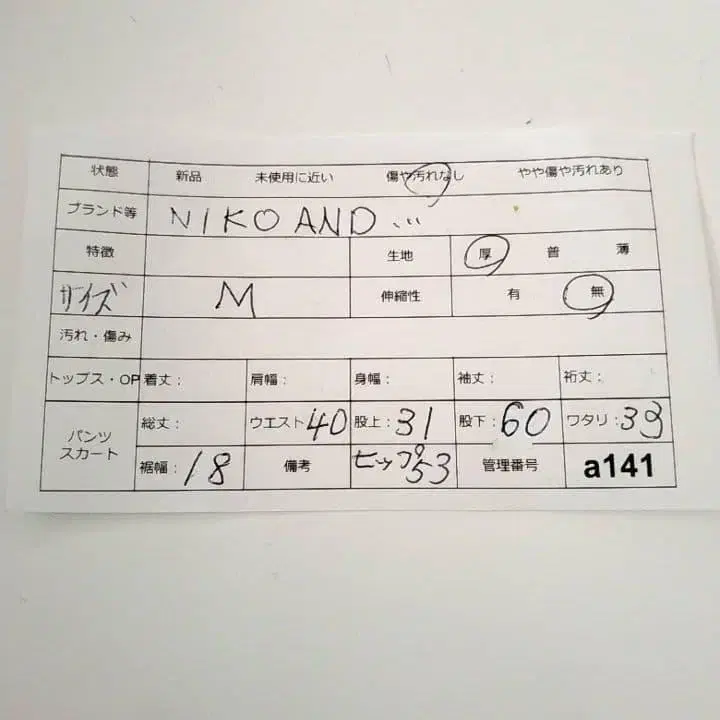 状態 新品 未使用に近い 傷や汚れなし やや傷や汚れあり
ブランド等 NIKO AND ...
特徴 生地 厚 普 薄
サイズ M 伸縮性 有 無
汚れ・傷み
トップス・OP 着丈： 肩幅： 身幅： 袖丈： 裄丈：
パンツ スカート 総丈： ウエスト 40 股上：31 股下：60 ワタリ：33
裾幅：18 備考 ヒップ53 管理番号 a141